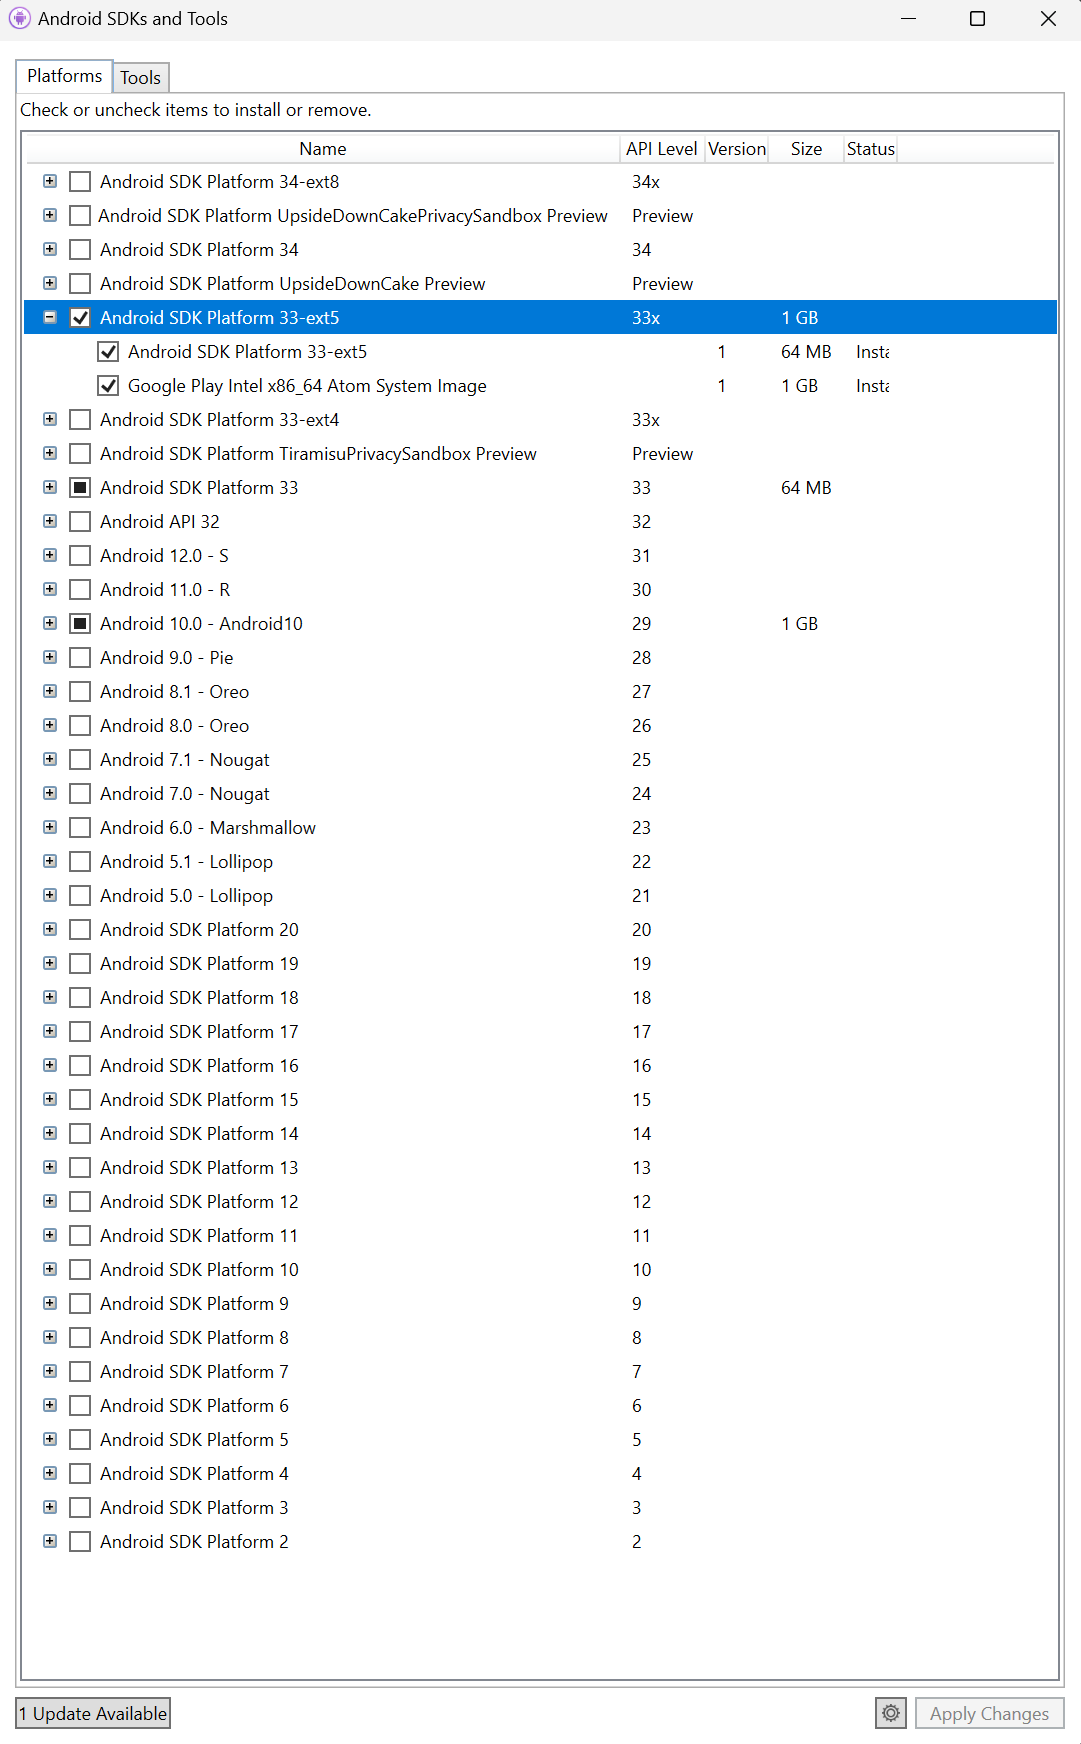 Android SDKs and Tools
Platforms Tools
Check or uncheck items to install or remove.
Name API Level Version Size Status
Android SDK Platform 34-ext8 34x
Android SDK Platform UpsideDownCakePrivacySandbox Preview Preview
Android SDK Platform 34 34
Android SDK Platform UpsideDownCake Preview Preview
Android SDK Platform 33-ext5 33x 1 GB
Android SDK Platform 33-ext5 1 64 MB Insta
Google Play Intel x86_64 Atom System Image 1 1 GB Insta
Android SDK Platform 33-ext4 33x
Android SDK Platform TiramisuPrivacySandbox Preview Preview
Android SDK Platform 33 33 64 MB
Android API 32 32
Android 12.0 - S 31
Android 11.0 - R 30
Android 10.0 - Android10 29 1 GB
Android 9.0 - Pie 28
Android 8.1 - Oreo 27
Android 8.0 - Oreo 26
Android 7.1 - Nougat 25
Android 7.0 - Nougat 24
Android 6.0 - Marshmallow 23
Android 5.1 - Lollipop 22
Android 5.0 - Lollipop 21
Android SDK Platform 20 20
Android SDK Platform 19 19
Android SDK Platform 18 18
Android SDK Platform 17 17
Android SDK Platform 16 16
Android SDK Platform 15 15
Android SDK Platform 14 14
Android SDK Platform 13 13
Android SDK Platform 12 12
Android SDK Platform 11 11
Android SDK Platform 10 10
Android SDK Platform 9 9
Android SDK Platform 8 8
Android SDK Platform 7 7
Android SDK Platform 6 6
Android SDK Platform 5 5
Android SDK Platform 4 4
Android SDK Platform 3 3
Android SDK Platform 2 2
1 Update Available Apply Changes